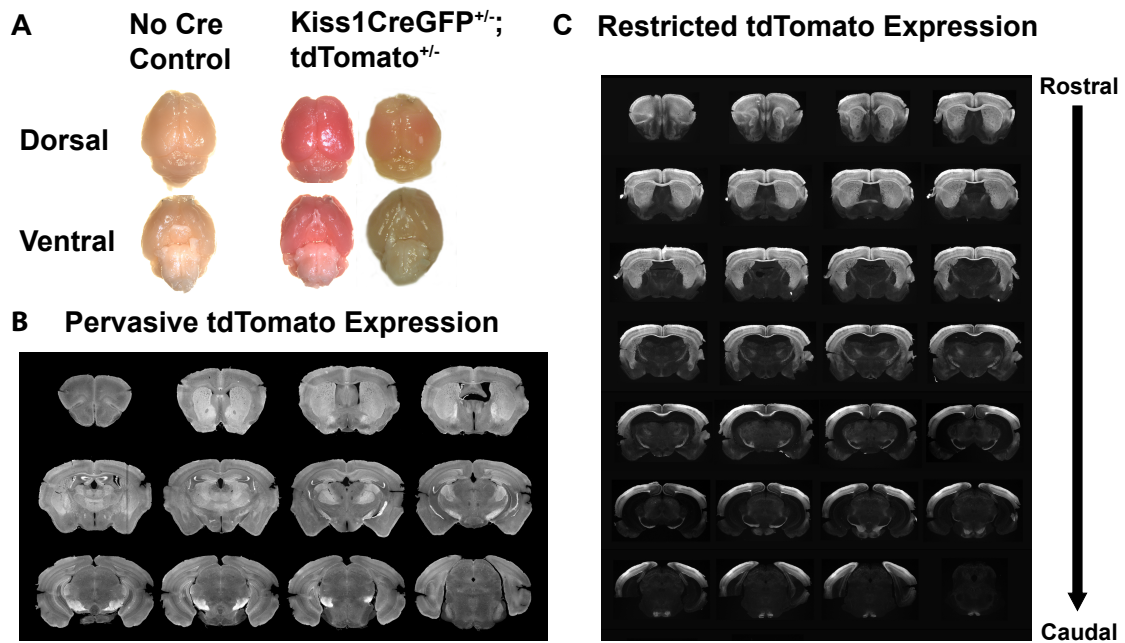 A
No Cre
Control
Kiss1CreGFP+/-;
tdTomato+/-
Dorsal
Ventral
B Pervasive tdTomato Expression
C Restricted tdTomato Expression
Rostral
Caudal